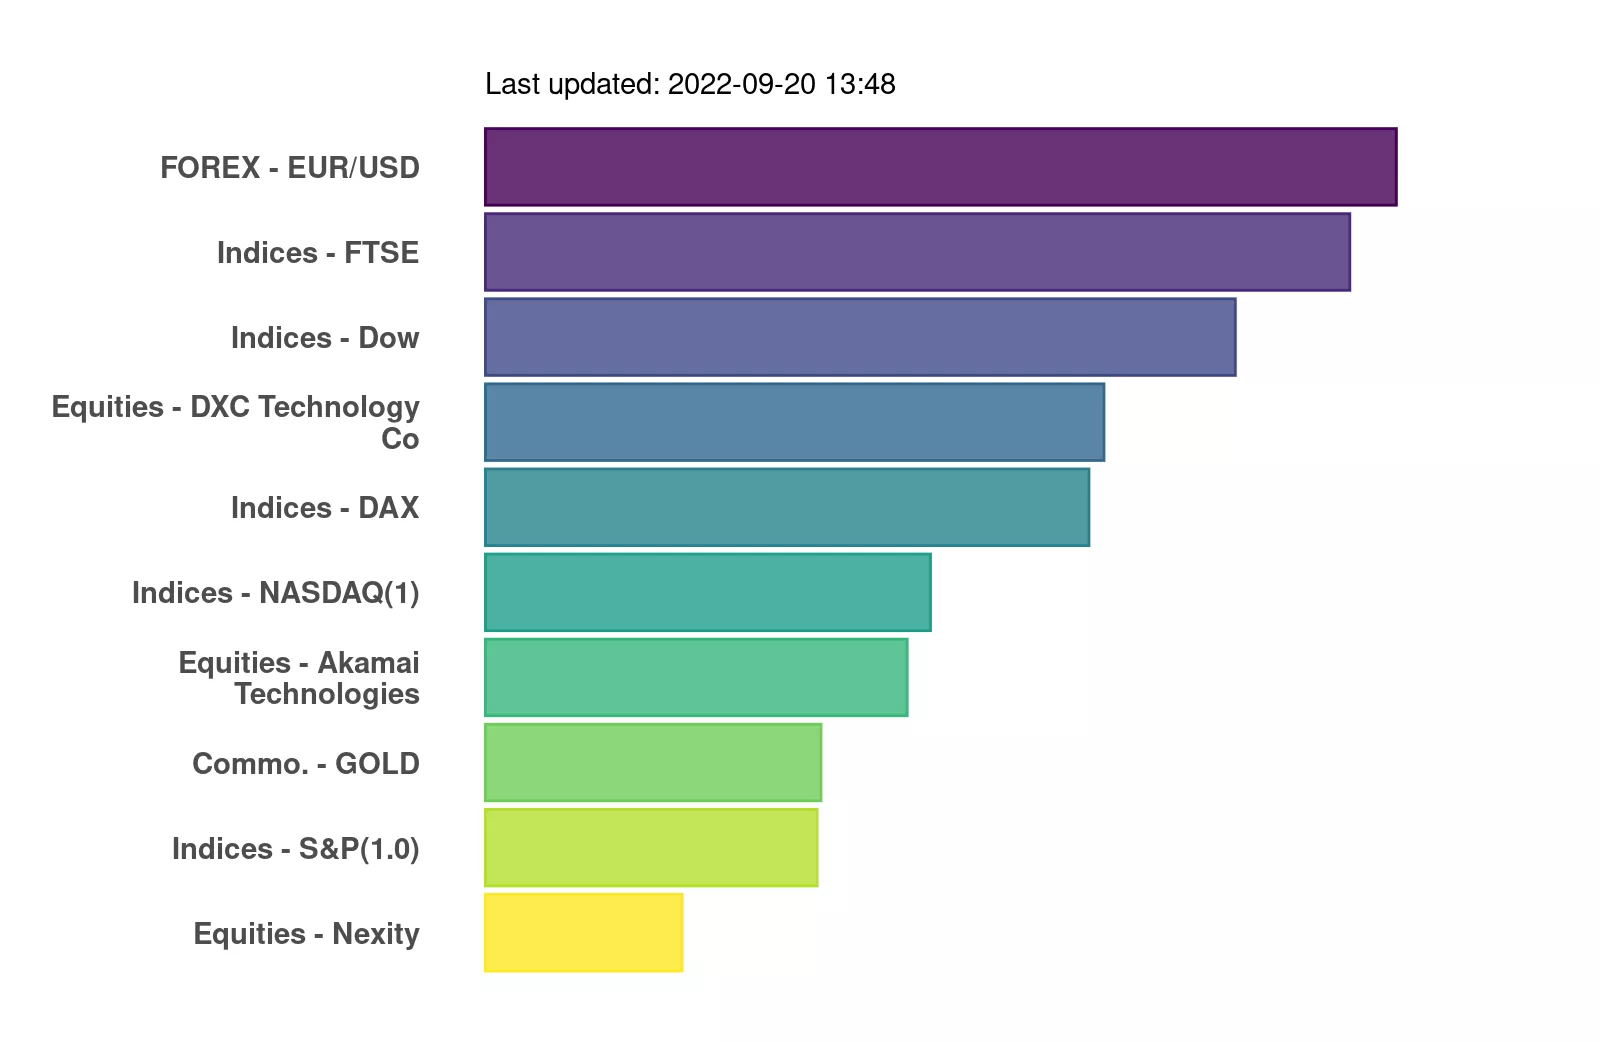 Last updated: 2022-09-20 13:48
FOREX - EUR/USD
Indices - FTSE
Indices - Dow
Equities - DXC Technology
Co
Indices - DAX
Indices - NASDAQ(1)
Equities - Akamai
Technologies
Commo. - GOLD
Indices - S&P(1.0)
Equities - Nexity